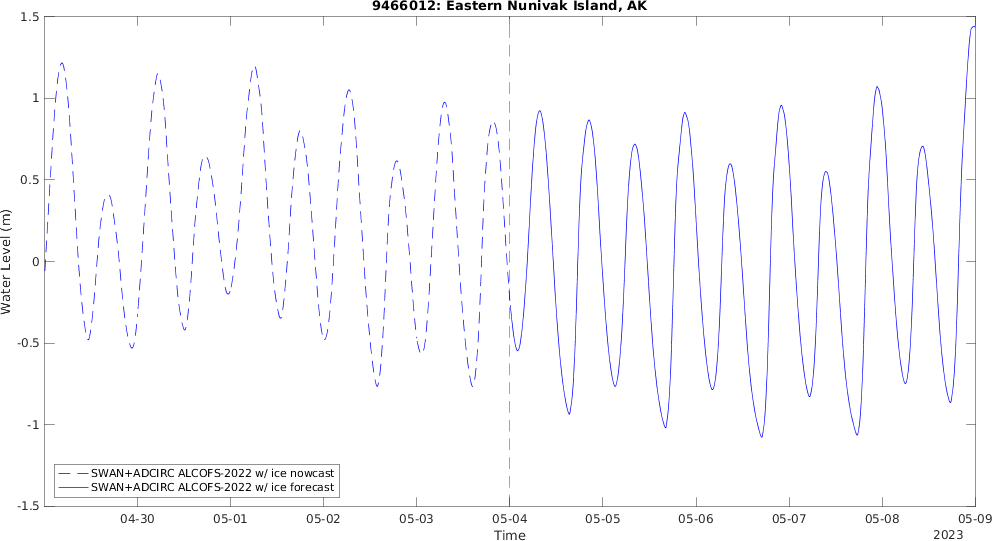 9466012: Eastern Nunivak Island, AK
1.5
1
0.5
0
-0.5
-1
-1.5
Water Level (m)
SWAN+ADCIRC ALCOFS-2022 w/ ice nowcast
SWAN+ADCIRC ALCOFS-2022 w/ ice forecast
04-30 05-01 05-02 05-03 05-04 05-05 05-06 05-07 05-08 05-09
Time
2023